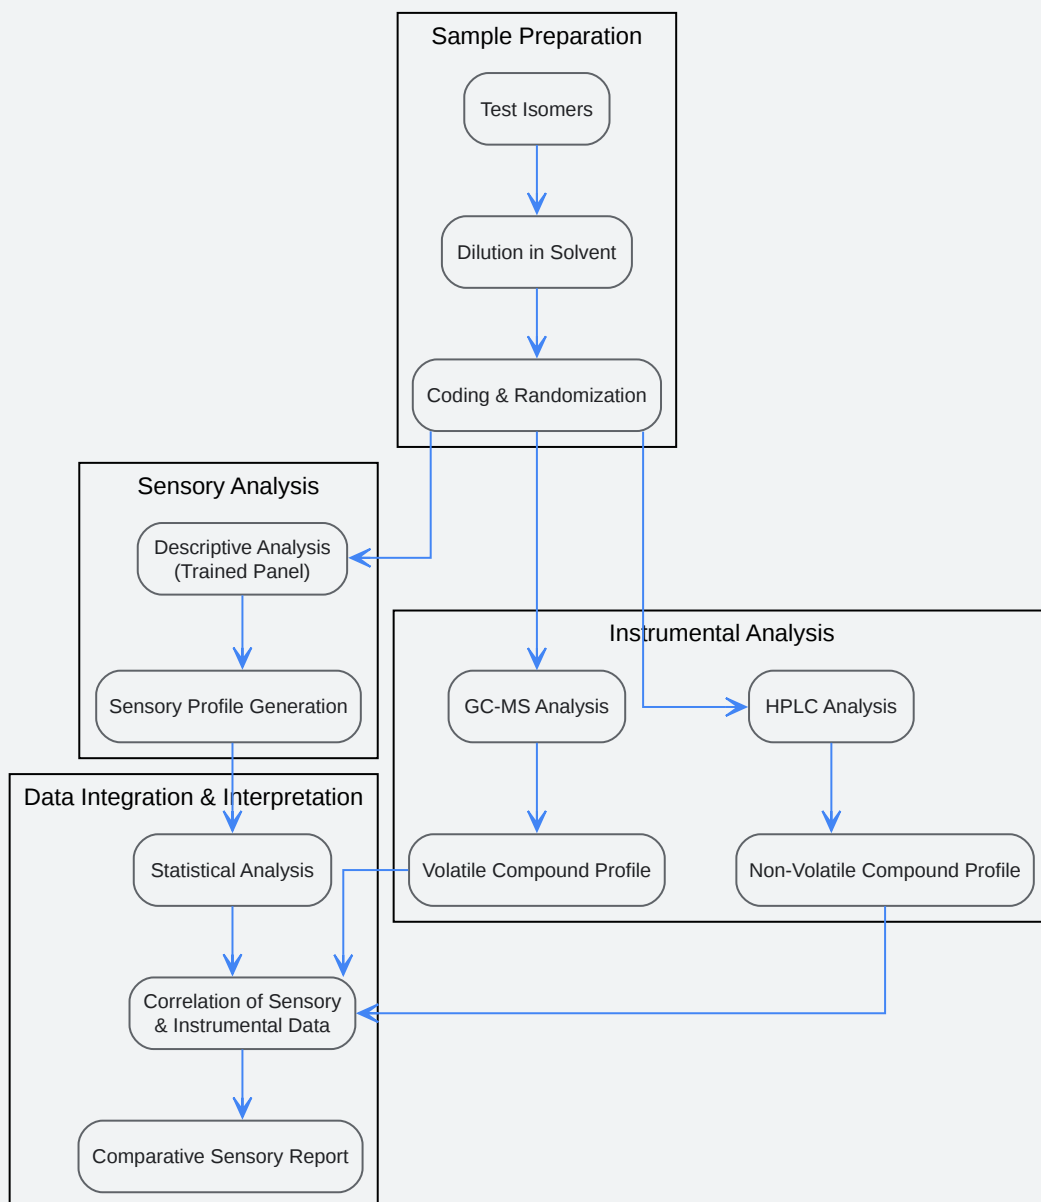 Sample Preparation
Test Isomers
Dilution in Solvent
Coding & Randomization
Sensory Analysis
Descriptive Analysis
(Trained Panel)
Sensory Profile Generation
Instrumental Analysis
GC-MS Analysis
HPLC Analysis
Volatile Compound Profile
Non-Volatile Compound Profile
Data Integration & Interpretation
Statistical Analysis
Correlation of Sensory
& Instrumental Data
Comparative Sensory Report